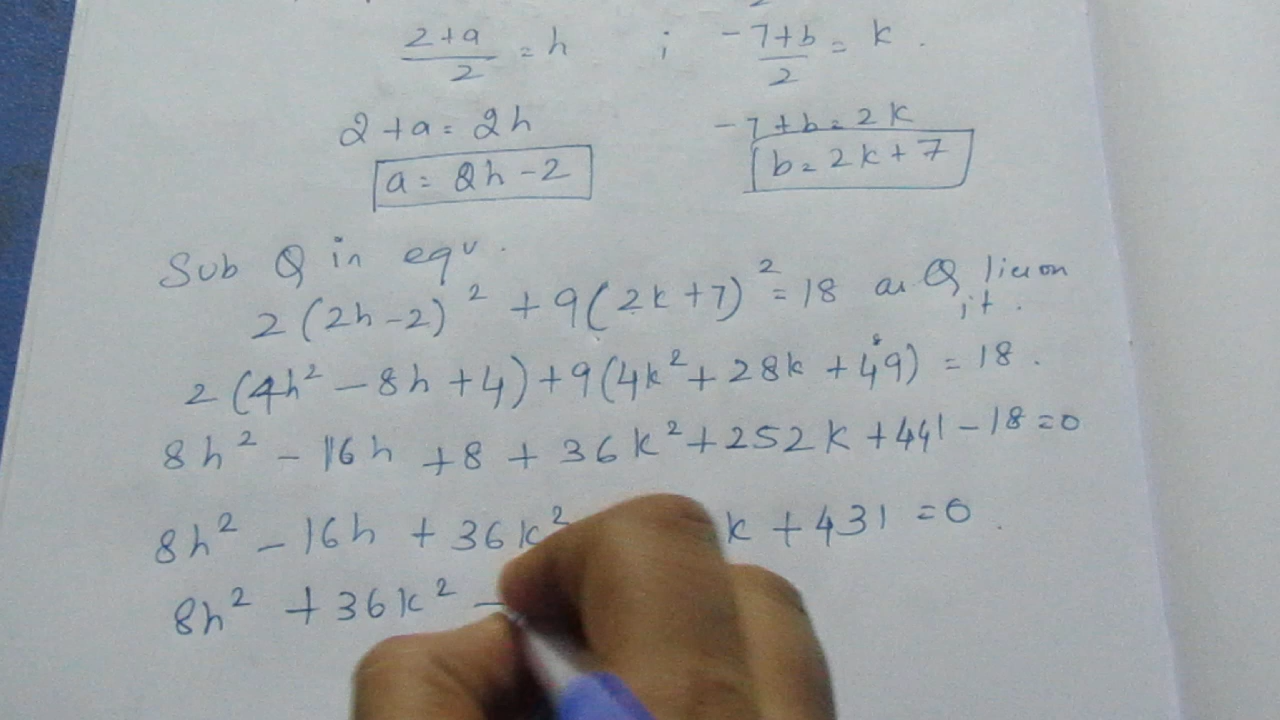 2+a/2 = h ; -7+b/2 = k .
2+a = 2h -7+b = 2k
a = 2h-2 b = 2k+7
Sub Q in equ .
2(2h-2)² + 9(2k+7)² = 18 as Q lies on it .
2(4h² - 8h + 4) + 9(4k² + 28k + 49) = 18 .
8h² - 16h + 8 + 36k² + 252k + 441 - 18 = 0
8h² - 16h + 36k² k + 431 = 0 .
8h² + 36k² -